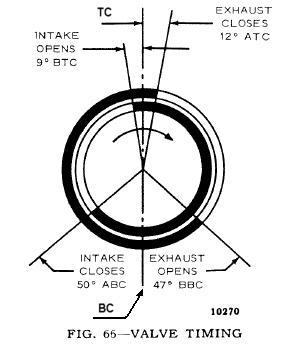 TC
EXHAUST
CLOSES
12° ATC
INTAKE
OPENS
9° BTC
INTAKE
CLOSES
50° ABC
EXHAUST
OPENS
47° BBC
BC
10270
FIG. 66—VALVE TIMING